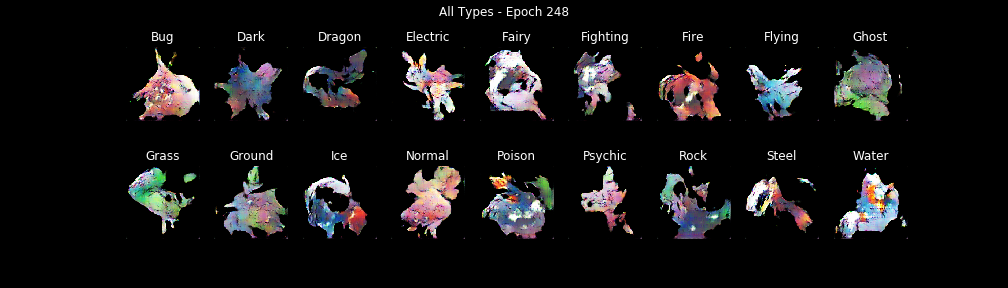 All Types - Epoch 248
Bug Dark Dragon Electric Fairy Fighting Fire Flying Ghost
Grass Ground Ice Normal Poison Psychic Rock Steel Water